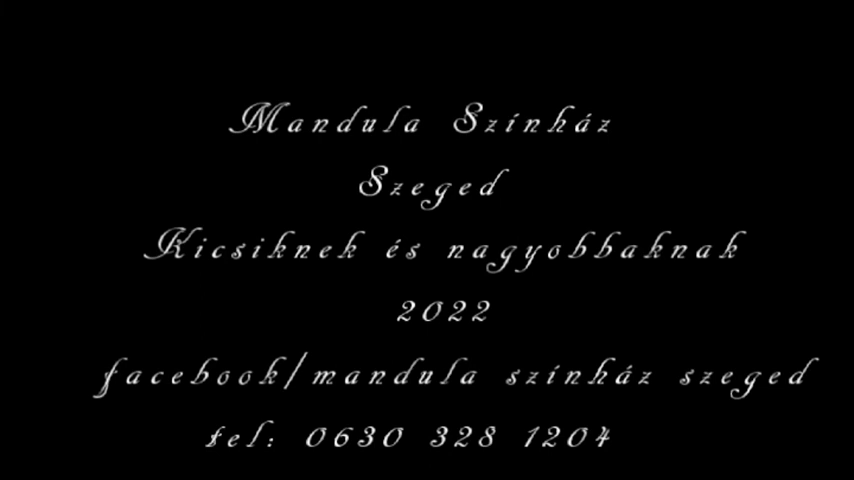 Mandula Színház
Szeged
Kicsiknek és nagyobbaknak
2022
facebook/mandula színház szeged
tel: 0630 328 1204